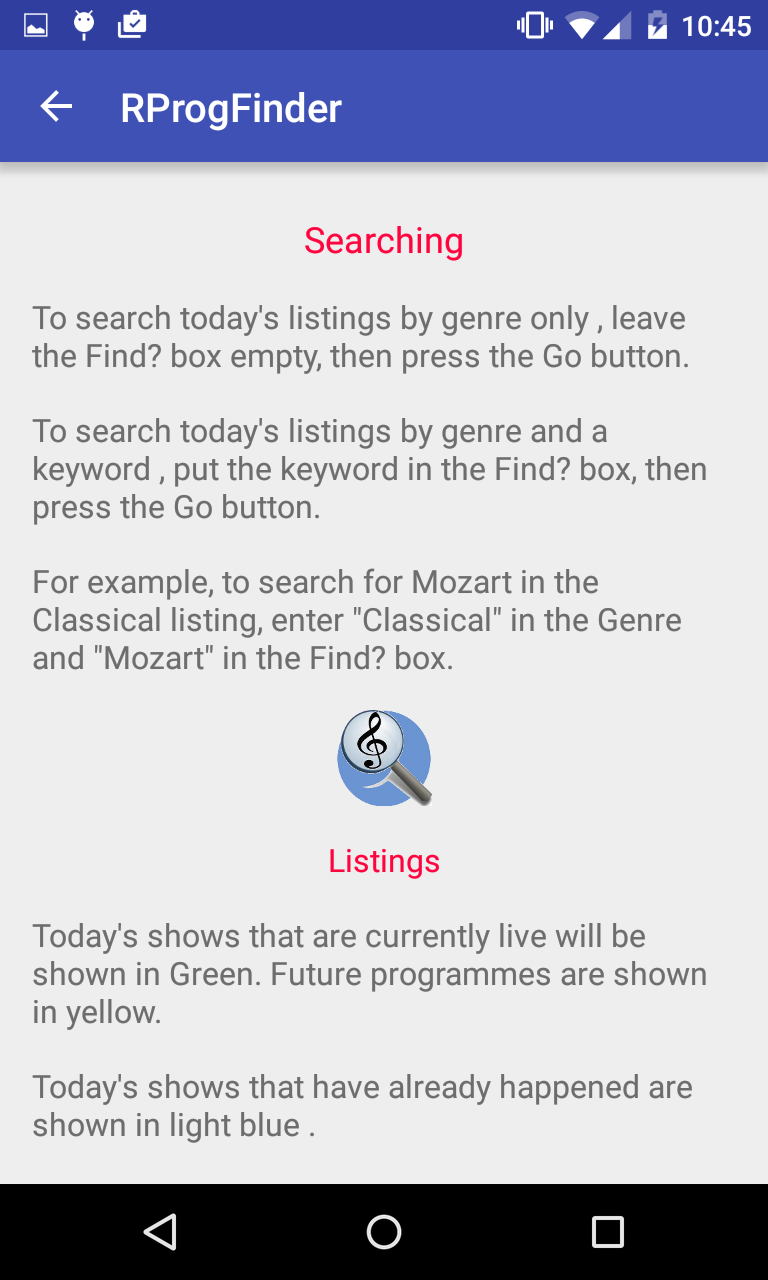 10:45
RProgFinder
Searching
To search today's listings by genre only , leave
the Find? box empty, then press the Go button.
To search today's listings by genre and a
keyword , put the keyword in the Find? box, then
press the Go button.
For example, to search for Mozart in the
Classical listing, enter "Classical" in the Genre
and "Mozart" in the Find? box.
Listings
Today's shows that are currently live will be
shown in Green. Future programmes are shown
in yellow.
Today's shows that have already happened are
shown in light blue .